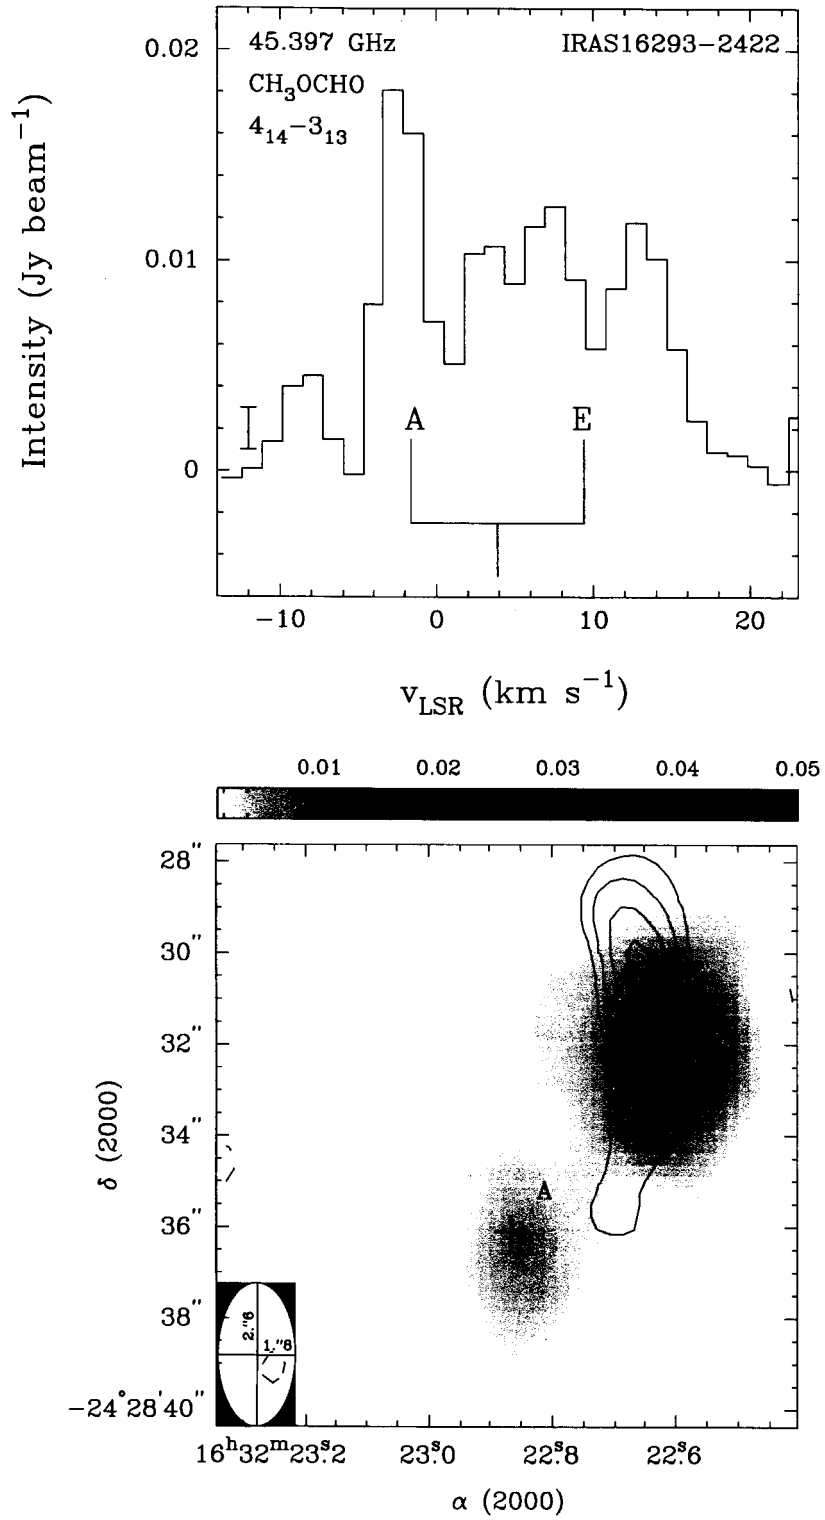 45.397 GHz IRAS16293-2422
CH₃OCHO
4₁₄-3₁₃
0.02
0.01
0
Intensity (Jy beam⁻¹)
A E
-10 0 10 20
v_LSR (km s⁻¹)
0.01 0.02 0.03 0.04 0.05
28"
30"
32"
34"
36"
38"
-24°28'40"
δ (2000)
A
2."6
1."8
16ʰ32ᵐ23ˢ.2 23ˢ.0 22ˢ.8 22ˢ.6
α (2000)